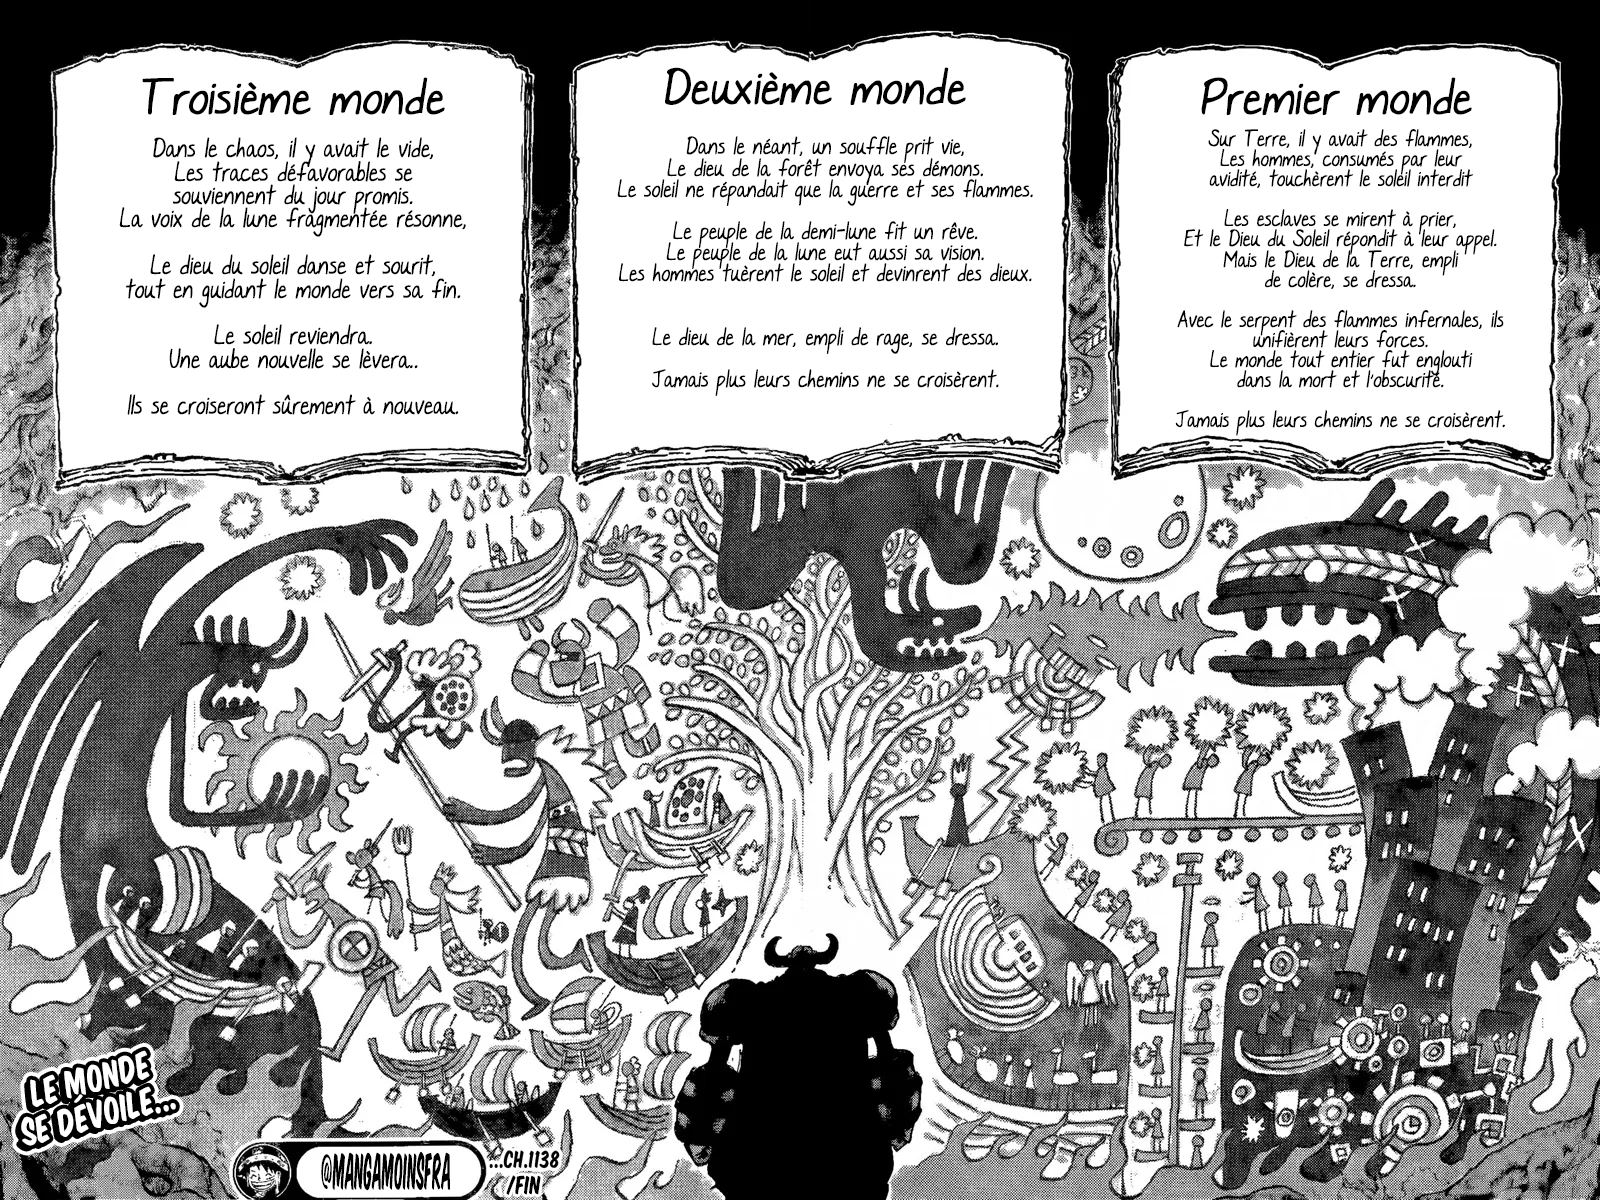 Troisième monde
Dans le chaos, il y avait le vide,
Les traces défavorables se
souviennent du jour promis.
La voix de la lune fragmentée résonne,
Le dieu du soleil danse et sourit,
tout en guidant le monde vers sa fin.
Le soleil reviendra.
Une aube nouvelle se lèvera..
Ils se croiseront sûrement à nouveau.
Deuxième monde
Dans le néant, un souffle prit vie,
Le dieu de la forêt envoya ses démons.
Le soleil ne répandait que la guerre et ses flammes.
Le peuple de la demi-lune fit un rêve.
Le peuple de la lune eut aussi sa vision.
Les hommes tuèrent le soleil et devinrent des dieux.
Le dieu de la mer, empli de rage, se dressa.
Jamais plus leurs chemins ne se croisèrent.
Premier monde
Sur Terre, il y avait des flammes,
Les hommes, consumés par leur
avidité, touchèrent le soleil interdit
Les esclaves se mirent à prier,
Et le Dieu du Soleil répondit à leur appel.
Mais le Dieu de la Terre, empli
de colère, se dressa.
Avec le serpent des flammes infernales, ils
unifièrent leurs forces.
Le monde tout entier fut englouti
dans la mort et l'obscurité.
Jamais plus leurs chemins ne se croisèrent.
LE MONDE
SE DÉVOILE...
@MANGAMOINSFRA
...CH.1138
/FIN